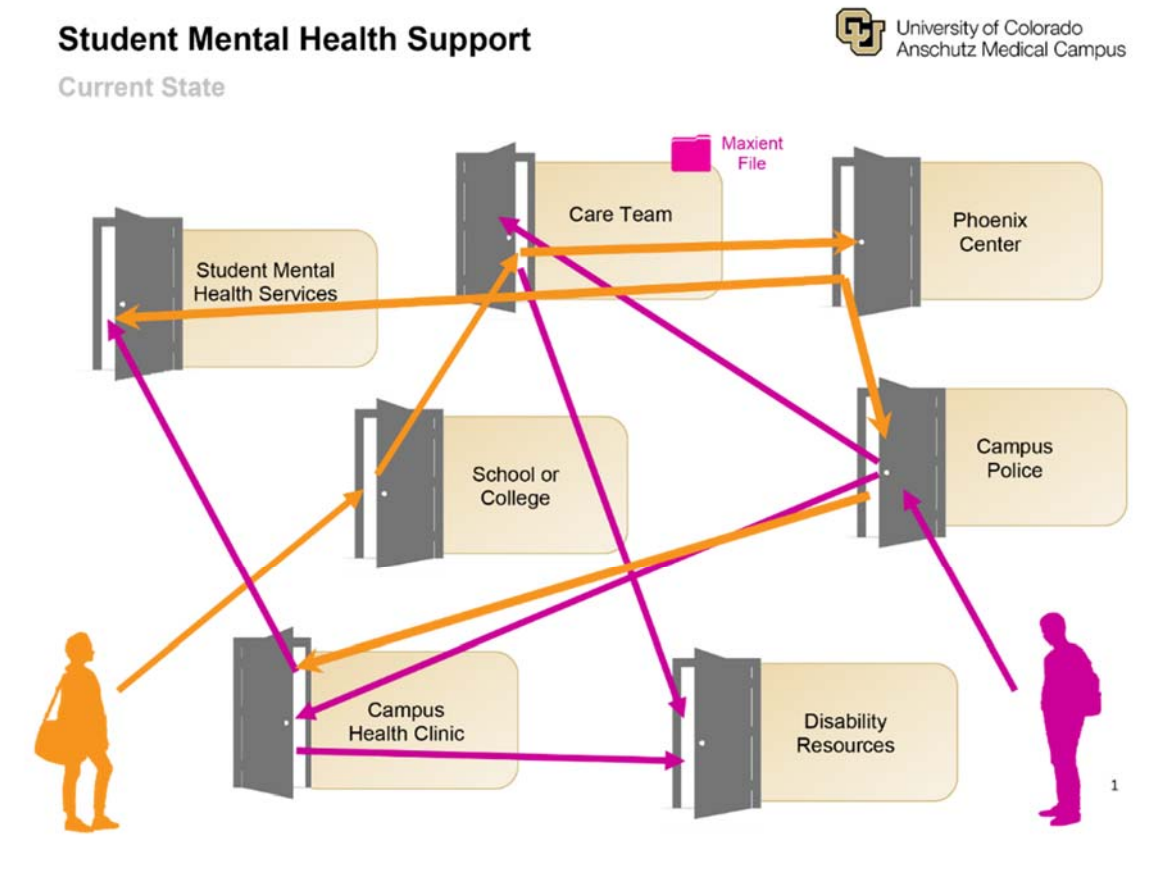 Student Mental Health Support
University of Colorado
Anschutz Medical Campus
Current State
Maxient
File
Care Team
Phoenix
Center
Student Mental
Health Services
Campus
Police
School or
College
Campus
Health Clinic
Disability
Resources
1